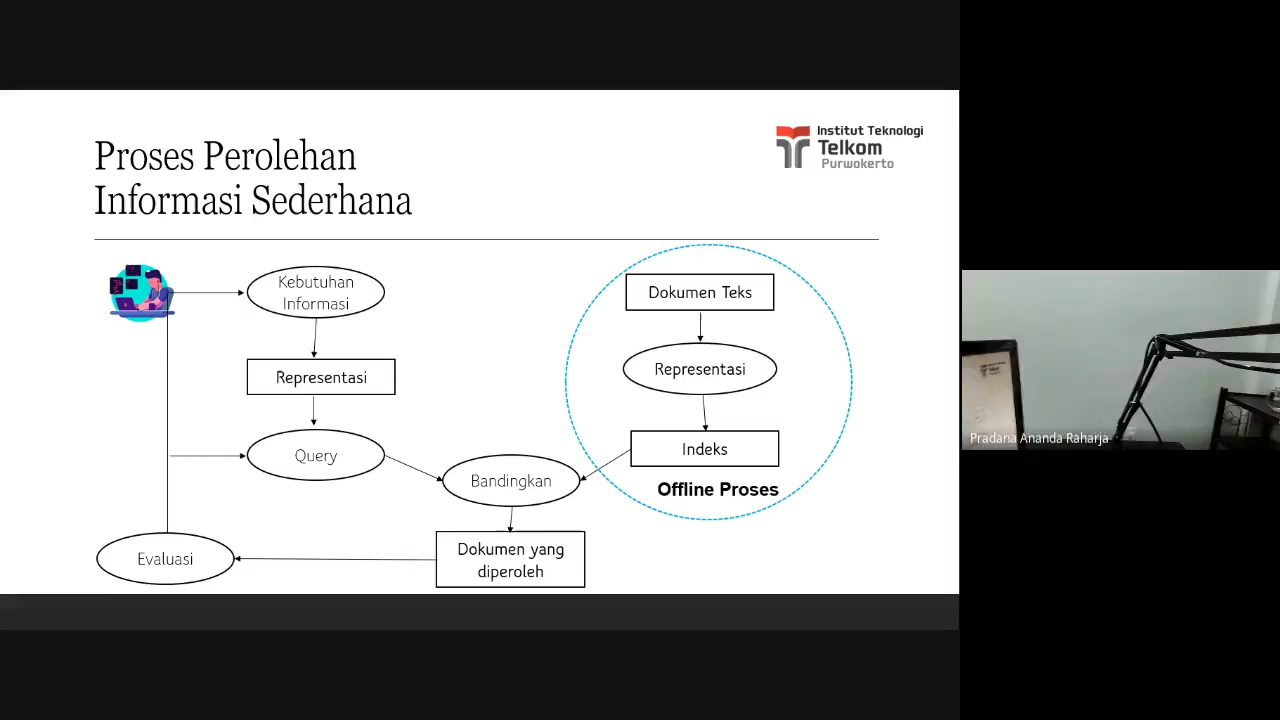 Proses Perolehan
Informasi Sederhana
Institut Teknologi
Telkom
Purwokerto
Kebutuhan
Informasi
Representasi
Query
Bandingkan
Dokumen yang
diperoleh
Evaluasi
Dokumen Teks
Representasi
Indeks
Offline Proses
Pradana Ananda Raharja